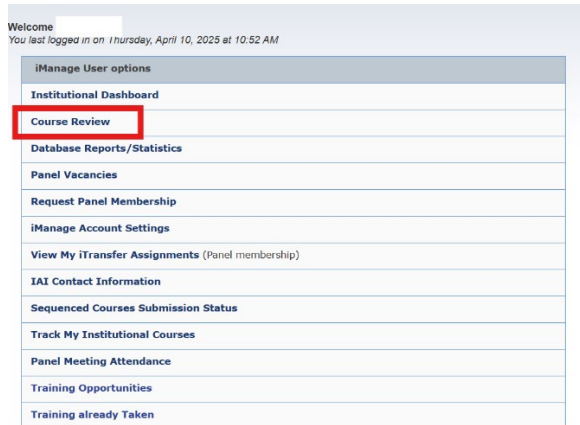 Welcome
You last logged in on Thursday, April 10, 2025 at 10:52 AM
iManage User options
Institutional Dashboard
Course Review
Database Reports/Statistics
Panel Vacancies
Request Panel Membership
iManage Account Settings
View My iTransfer Assignments (Panel membership)
IAI Contact Information
Sequenced Courses Submission Status
Track My Institutional Courses
Panel Meeting Attendance
Training Opportunities
Training already Taken